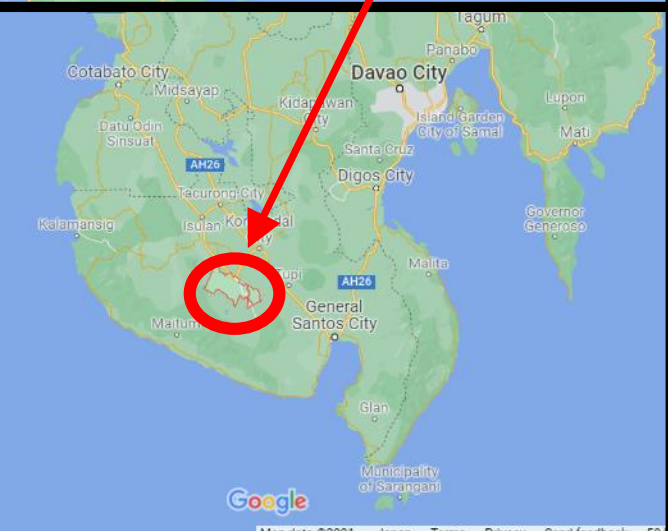 Tagum
Panabo
Cotabato City
Davao City
Midsayap
Kidapawan
City
Lupon
Island Garden
City of Samal
Datu Odin
Sinsuat
Mati
Santa Cruz
AH26
Digos City
Tacurong City
Governor
Generoso
Kalamansig
Isulan
Malita
Tupi
AH26
General
Santos City
Maitum
Glan
Municipality
of Sarangani
Google